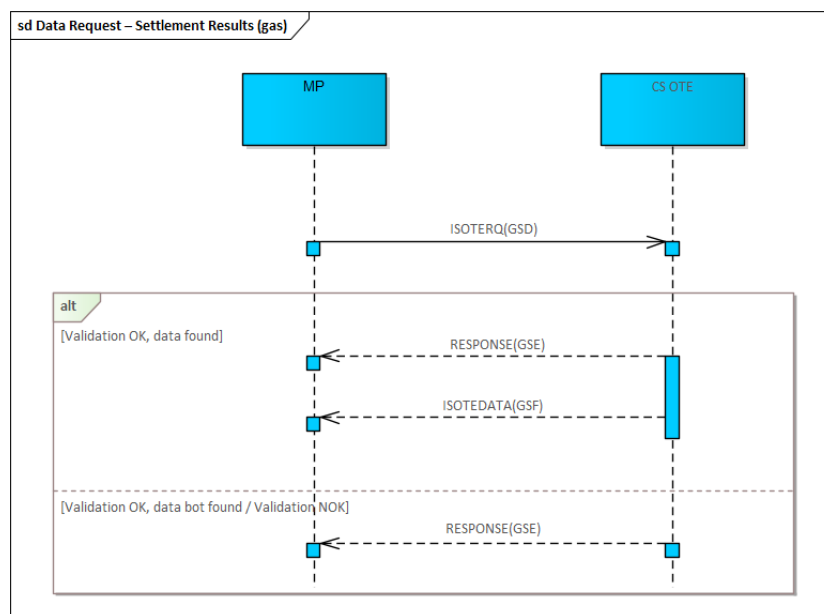 sd Data Request – Settlement Results (gas)
MP
CS OTE
ISOTERQ(GSD)
alt
[Validation OK, data found]
RESPONSE(GSE)
ISOTEDATA(GSF)
[Validation OK, data bot found / Validation NOK]
RESPONSE(GSE)